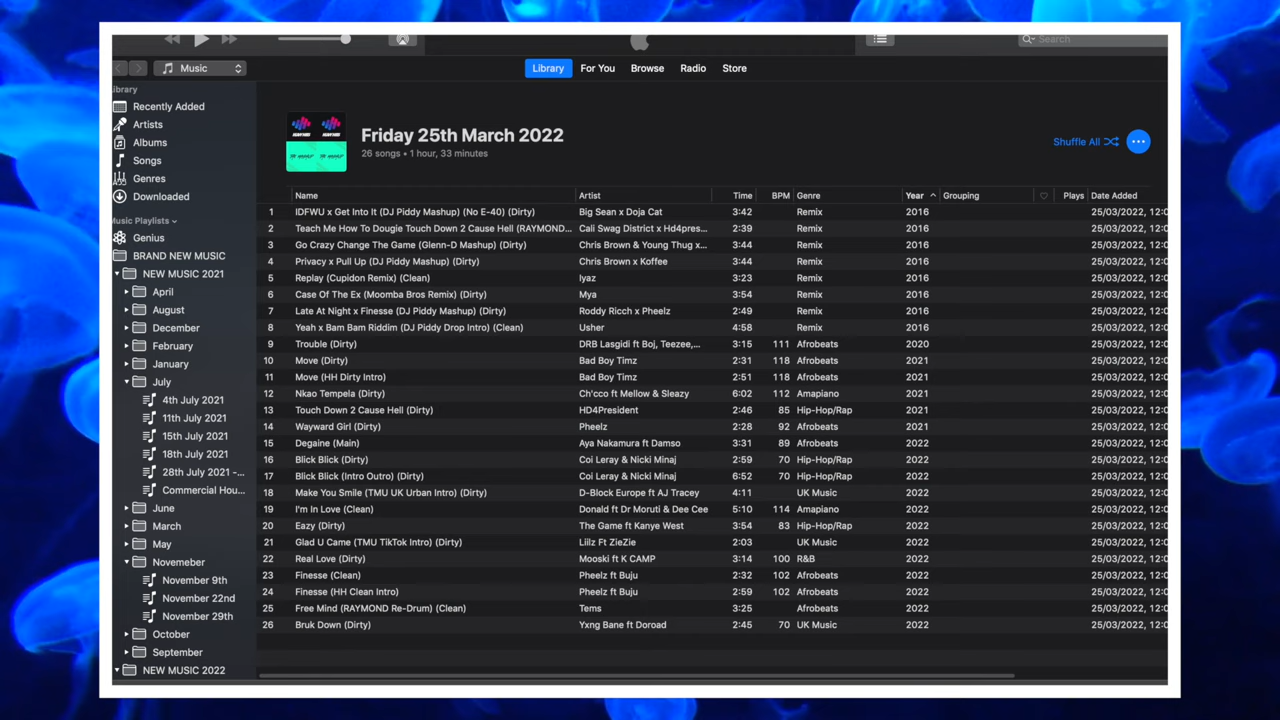 Search
Music
Library For You Browse Radio Store
ibrary
Recently Added
Artists
Albums
Songs
Genres
Downloaded
Music Playlists
Genius
BRAND NEW MUSIC
NEW MUSIC 2021
April
August
December
February
January
July
4th July 2021
11th July 2021
15th July 2021
18th July 2021
28th July 2021 -...
Commercial Hou...
June
March
May
Novemeber
November 9th
November 22nd
November 29th
October
September
NEW MUSIC 2022
Friday 25th March 2022
26 songs • 1 hour, 33 minutes
Shuffle All
Name Artist Time BPM Genre Year Grouping Plays Date Added
1 IDFWU x Get Into It (DJ Piddy Mashup) (No E-40) (Dirty) Big Sean x Doja Cat 3:42 Remix 2016 25/03/2022, 12:0
2 Teach Me How To Dougie Touch Down 2 Cause Hell (RAYMOND... Cali Swag District x Hd4pres... 2:39 Remix 2016 25/03/2022, 12:0
3 Go Crazy Change The Game (Glenn-D Mashup) (Dirty) Chris Brown & Young Thug x... 3:44 Remix 2016 25/03/2022, 12:0
4 Privacy x Pull Up (DJ Piddy Mashup) (Dirty) Chris Brown x Koffee 3:44 Remix 2016 25/03/2022, 12:0
5 Replay (Cupidon Remix) (Clean) Iyaz 3:23 Remix 2016 25/03/2022, 12:0
6 Case Of The Ex (Moomba Bros Remix) (Dirty) Mya 3:54 Remix 2016 25/03/2022, 12:0
7 Late At Night x Finesse (DJ Piddy Mashup) (Dirty) Roddy Ricch x Pheelz 2:49 Remix 2016 25/03/2022, 12:0
8 Yeah x Bam Bam Riddim (DJ Piddy Drop Intro) (Clean) Usher 4:58 Remix 2016 25/03/2022, 12:0
9 Trouble (Dirty) DRB Lasgidi ft Boj, Teezee,... 3:15 111 Afrobeats 2020 25/03/2022, 12:0
10 Move (Dirty) Bad Boy Timz 2:31 118 Afrobeats 2021 25/03/2022, 12:0
11 Move (HH Dirty Intro) Bad Boy Timz 2:51 118 Afrobeats 2021 25/03/2022, 12:0
12 Nkao Tempela (Dirty) Ch'cco ft Mellow & Sleazy 6:02 112 Amapiano 2021 25/03/2022, 12:0
13 Touch Down 2 Cause Hell (Dirty) HD4President 2:46 85 Hip-Hop/Rap 2021 25/03/2022, 12:0
14 Wayward Girl (Dirty) Pheelz 2:28 92 Afrobeats 2021 25/03/2022, 12:0
15 Degaine (Main) Aya Nakamura ft Damso 3:31 89 Afrobeats 2022 25/03/2022, 12:0
16 Blick Blick (Dirty) Coi Leray & Nicki Minaj 2:59 70 Hip-Hop/Rap 2022 25/03/2022, 12:0
17 Blick Blick (Intro Outro) (Dirty) Coi Leray & Nicki Minaj 6:52 70 Hip-Hop/Rap 2022 25/03/2022, 12:0
18 Make You Smile (TMU UK Urban Intro) (Dirty) D-Block Europe ft AJ Tracey 4:11 UK Music 2022 25/03/2022, 12:0
19 I'm In Love (Clean) Donald ft Dr Moruti & Dee Cee 5:10 114 Amapiano 2022 25/03/2022, 12:0
20 Eazy (Dirty) The Game ft Kanye West 3:54 83 Hip-Hop/Rap 2022 25/03/2022, 12:0
21 Glad U Came (TMU TikTok Intro) (Dirty) Liilz Ft ZieZie 2:03 UK Music 2022 25/03/2022, 12:0
22 Real Love (Dirty) Mooski ft K CAMP 3:14 100 R&B 2022 25/03/2022, 12:0
23 Finesse (Clean) Pheelz ft Buju 2:32 102 Afrobeats 2022 25/03/2022, 12:0
24 Finesse (HH Clean Intro) Pheelz ft Buju 2:59 102 Afrobeats 2022 25/03/2022, 12:0
25 Free Mind (RAYMOND Re-Drum) (Clean) Tems 3:25 Afrobeats 2022 25/03/2022, 12:0
26 Bruk Down (Dirty) Yxng Bane ft Doroad 2:45 70 UK Music 2022 25/03/2022, 12:0